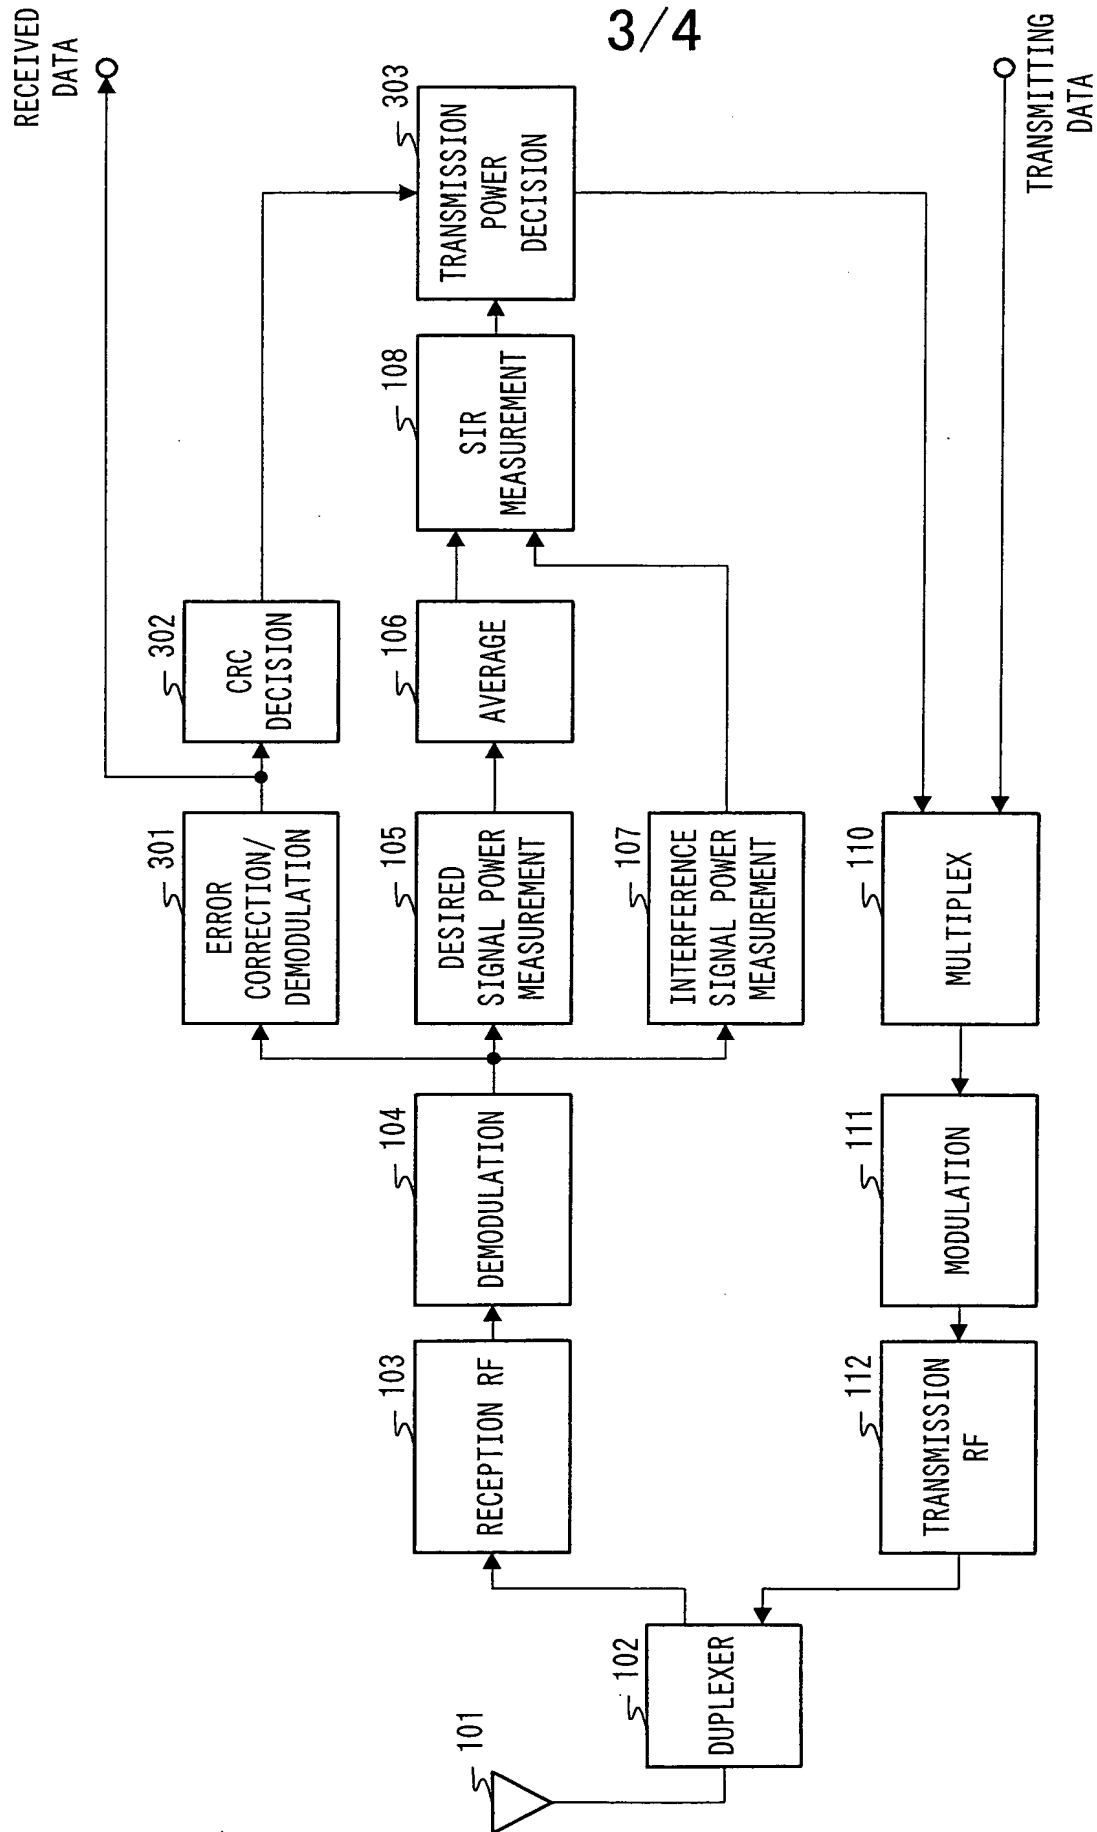 3/4
RECEIVED
DATA
301
ERROR
CORRECTION/
DEMODULATION
302
CRC
DECISION
101
103
RECEPTION RF
104
DEMODULATION
105
DESIRED
SIGNAL POWER
MEASUREMENT
106
AVERAGE
108
SIR
MEASUREMENT
303
TRANSMISSION
POWER
DECISION
102
DUPLEXER
107
INTERFERENCE
SIGNAL POWER
MEASUREMENT
112
TRANSMISSION
RF
111
MODULATION
110
MULTIPLEX
TRANSMITTING
DATA